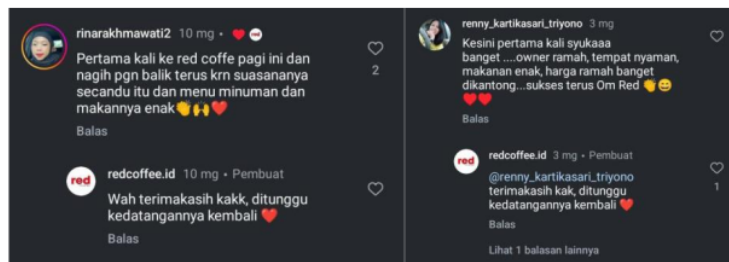 rinarakhmawati2 10 mg • ❤️ red
Pertama kali ke red coffe pagi ini dan
nagih pgn balik terus krn suasananya
secandu itu dan menu minuman dan
makannya enak👏🙌❤️
2
Balas
red
redcoffee.id 10 mg • Pembuat
Wah terimakasih kakk, ditunggu
kedatangannya kembali ❤️
Balas
renny_kartikasari_triyono 3 mg
Kesini pertama kali syukaaa
banget ....owner ramah, tempat nyaman,
makanan enak, harga ramah banget
dikantong...sukses terus Om Red 👏😄
❤️❤️
Balas
red
redcoffee.id 3 mg • Pembuat
@renny_kartikasari_triyono
terimakasih kak, ditunggu
kedatangannya kembali ❤️
1
Balas
Lihat 1 balasan lainnya